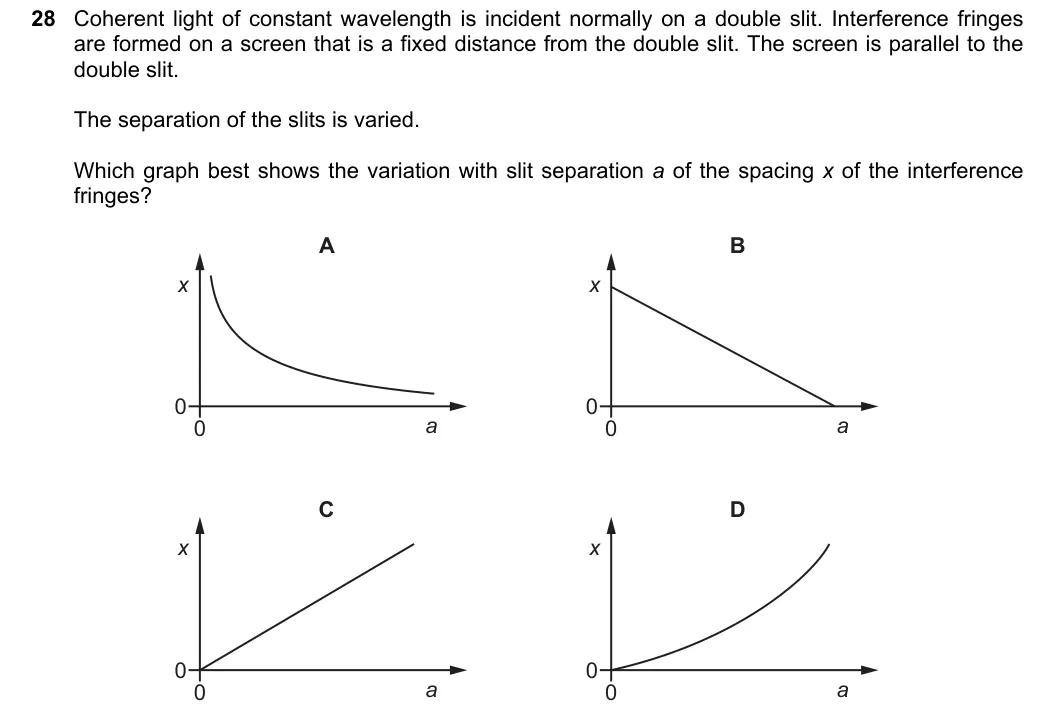 28 Coherent light of constant wavelength is incident normally on a double slit. Interference fringes
are formed on a screen that is a fixed distance from the double slit. The screen is parallel to the
double slit.
The separation of the slits is varied.
Which graph best shows the variation with slit separation a of the spacing x of the interference
fringes?
A
x
0
0
a
B
x
0
0
a
C
x
0
0
a
D
x
0
0
a